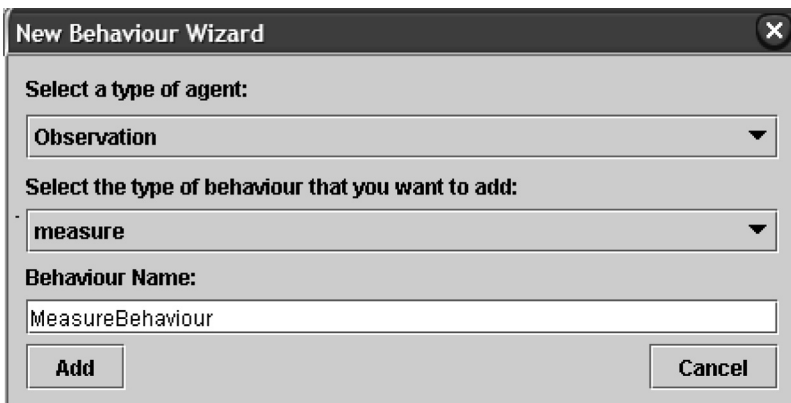 New Behaviour Wizard
Select a type of agent:
Observation
Select the type of behaviour that you want to add:
measure
Behaviour Name:
MeasureBehaviour
Add Cancel